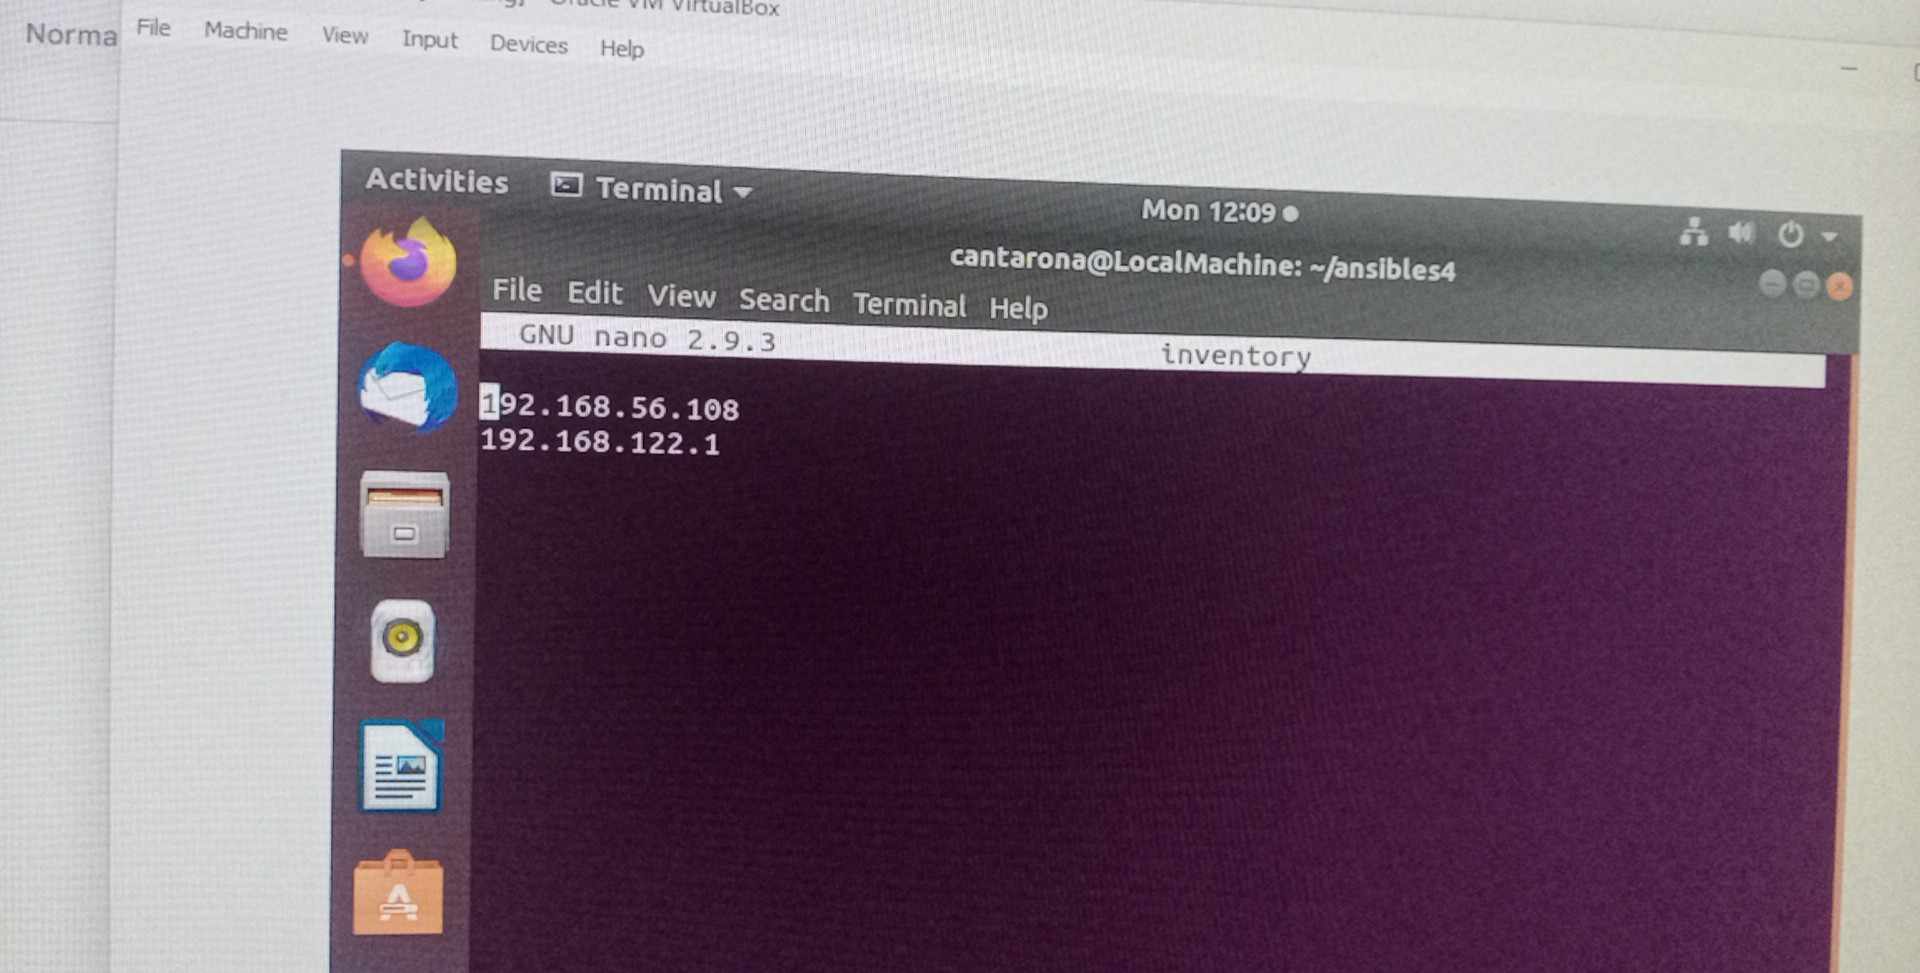 Oracle VM VirtualBox
Norma
File Machine View Input Devices Help
Activities Terminal Mon 12:09
cantarona@LocalMachine: ~/ansibles4
File Edit View Search Terminal Help
GNU nano 2.9.3 inventory
192.168.56.108
192.168.122.1